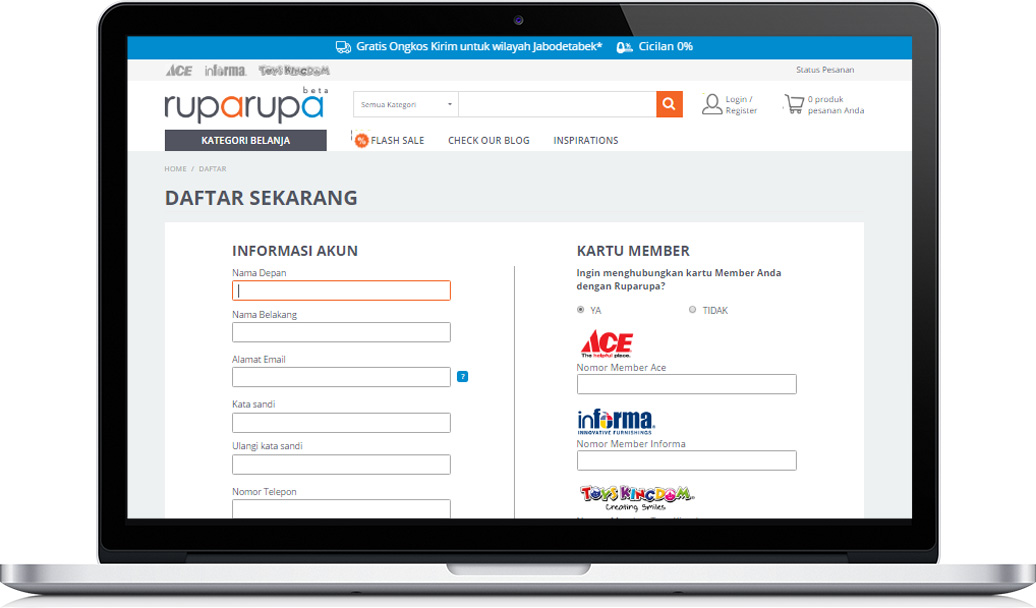 Gratis Ongkos Kirim untuk wilayah Jabodetabek* Cicilan 0%
ACE informa Toys Kingdom Status Pesanan
beta
ruparupa
Semua Kategori
Login /
Register
0 produk
pesanan Anda
KATEGORI BELANJA
% FLASH SALE CHECK OUR BLOG INSPIRATIONS
HOME / DAFTAR
DAFTAR SEKARANG
INFORMASI AKUN
Nama Depan
Nama Belakang
Alamat Email
?
Kata sandi
Ulangi kata sandi
Nomor Telepon
KARTU MEMBER
Ingin menghubungkan kartu Member Anda
dengan Ruparupa?
YA TIDAK
ACE
The helpful place.
Nomor Member Ace
informa
INNOVATIVE FURNISHINGS
Nomor Member Informa
TOYS KINGDOM
Creating Smiles